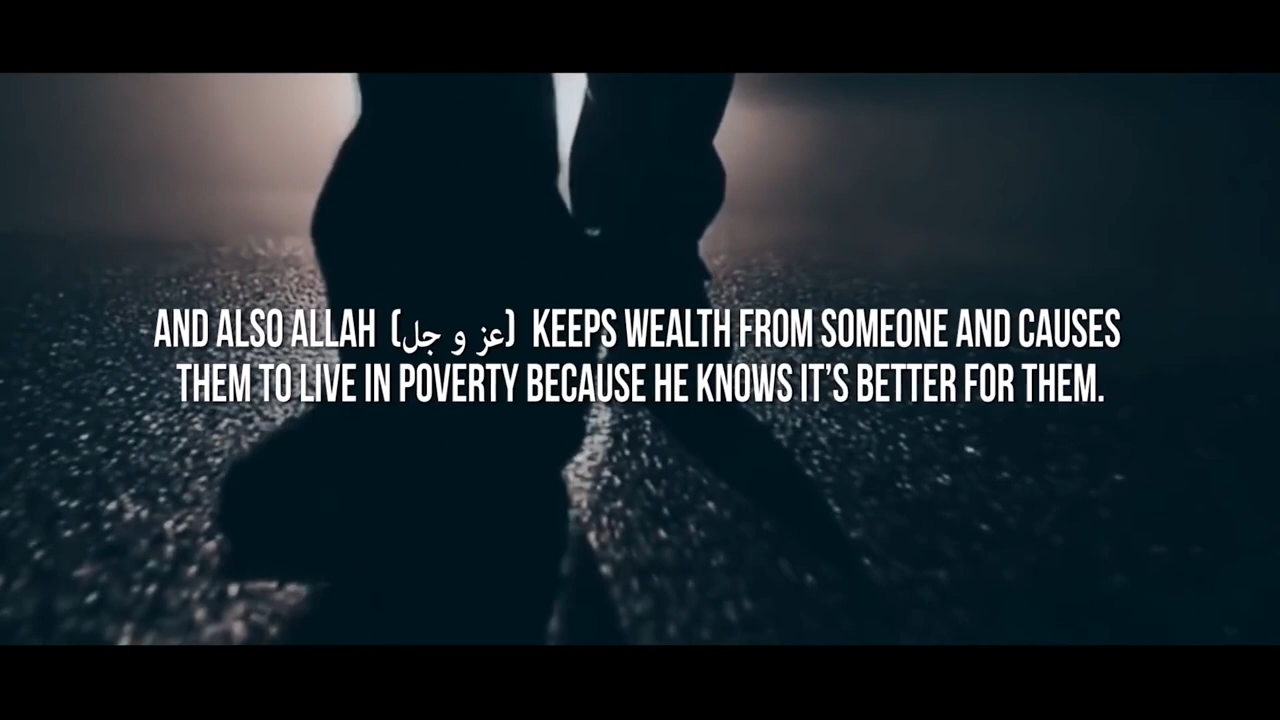 AND ALSO ALLAH (عز و جل) KEEPS WEALTH FROM SOMEONE AND CAUSES
THEM TO LIVE IN POVERTY BECAUSE HE KNOWS IT'S BETTER FOR THEM.